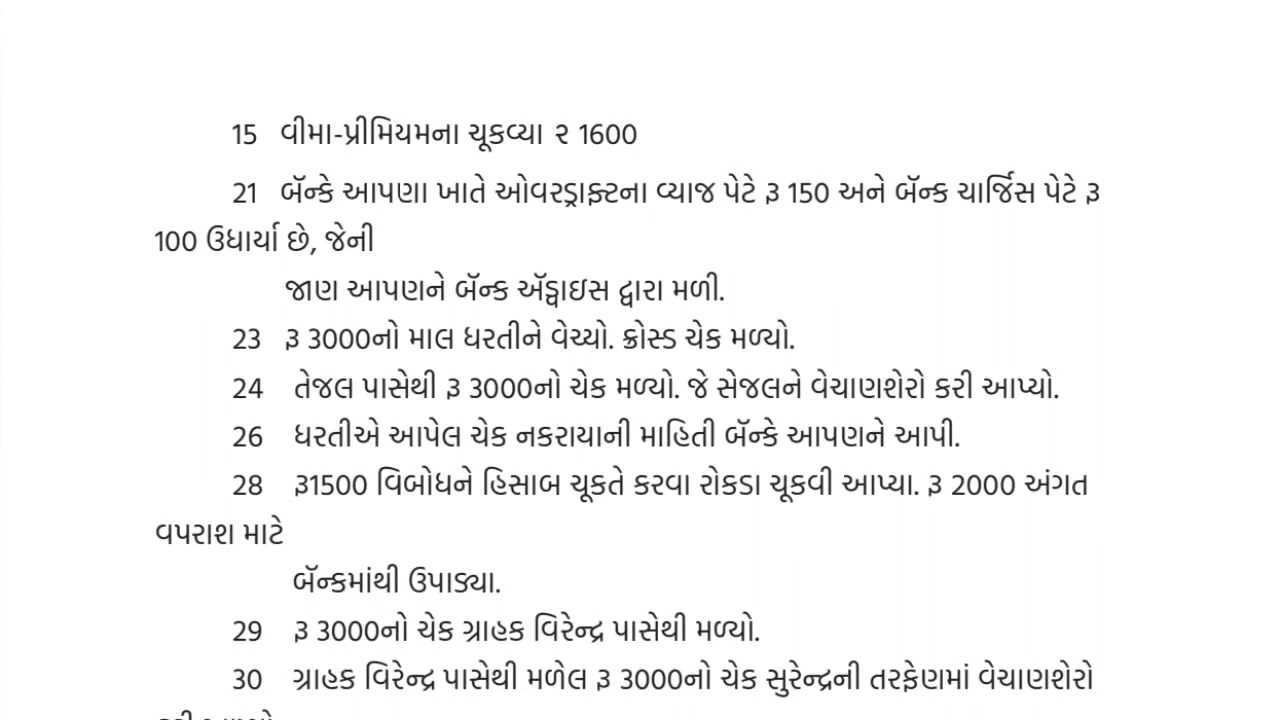 15 વીમા-પ્રીમિયમના ચૂકવ્યા ૨ 1600
21 બૅન્કે આપણા ખાતે ઓવરડ્રાફ્ટના વ્યાજ પેટે રૂ 150 અને બૅન્ક ચાર્જિસ પેટે રૂ
100 ઉધાર્યા છે, જેની
જાણ આપણને બૅન્ક ઍડ્વાઇસ દ્વારા મળી.
23 રૂ 3000નો માલ ધરતીને વેચ્યો. ક્રોસ્ડ ચેક મળ્યો.
24 તેજલ પાસેથી રૂ 3000નો ચેક મળ્યો. જે સેજલને વેચાણશેરો કરી આપ્યો.
26 ધરતીએ આપેલ ચેક નકરાયાની માહિતી બૅન્કે આપણને આપી.
28 રૂ1500 વિબોધને હિસાબ ચૂકતે કરવા રોકડા ચૂકવી આપ્યા. રૂ 2000 અંગત
વપરાશ માટે
બૅન્કમાંથી ઉપાડ્યા.
29 રૂ 3000નો ચેક ગ્રાહક વિરેન્દ્ર પાસેથી મળ્યો.
30 ગ્રાહક વિરેન્દ્ર પાસેથી મળેલ રૂ 3000નો ચેક સુરેન્દ્રની તરફેણમાં વેચાણશેરો